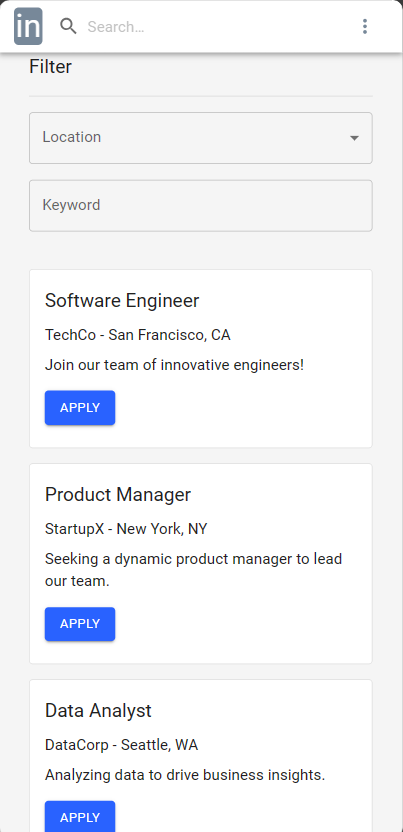 in
Search…
Filter
Location
Keyword
Software Engineer
TechCo - San Francisco, CA
Join our team of innovative engineers!
APPLY
Product Manager
StartupX - New York, NY
Seeking a dynamic product manager to lead
our team.
APPLY
Data Analyst
DataCorp - Seattle, WA
Analyzing data to drive business insights.
APPLY